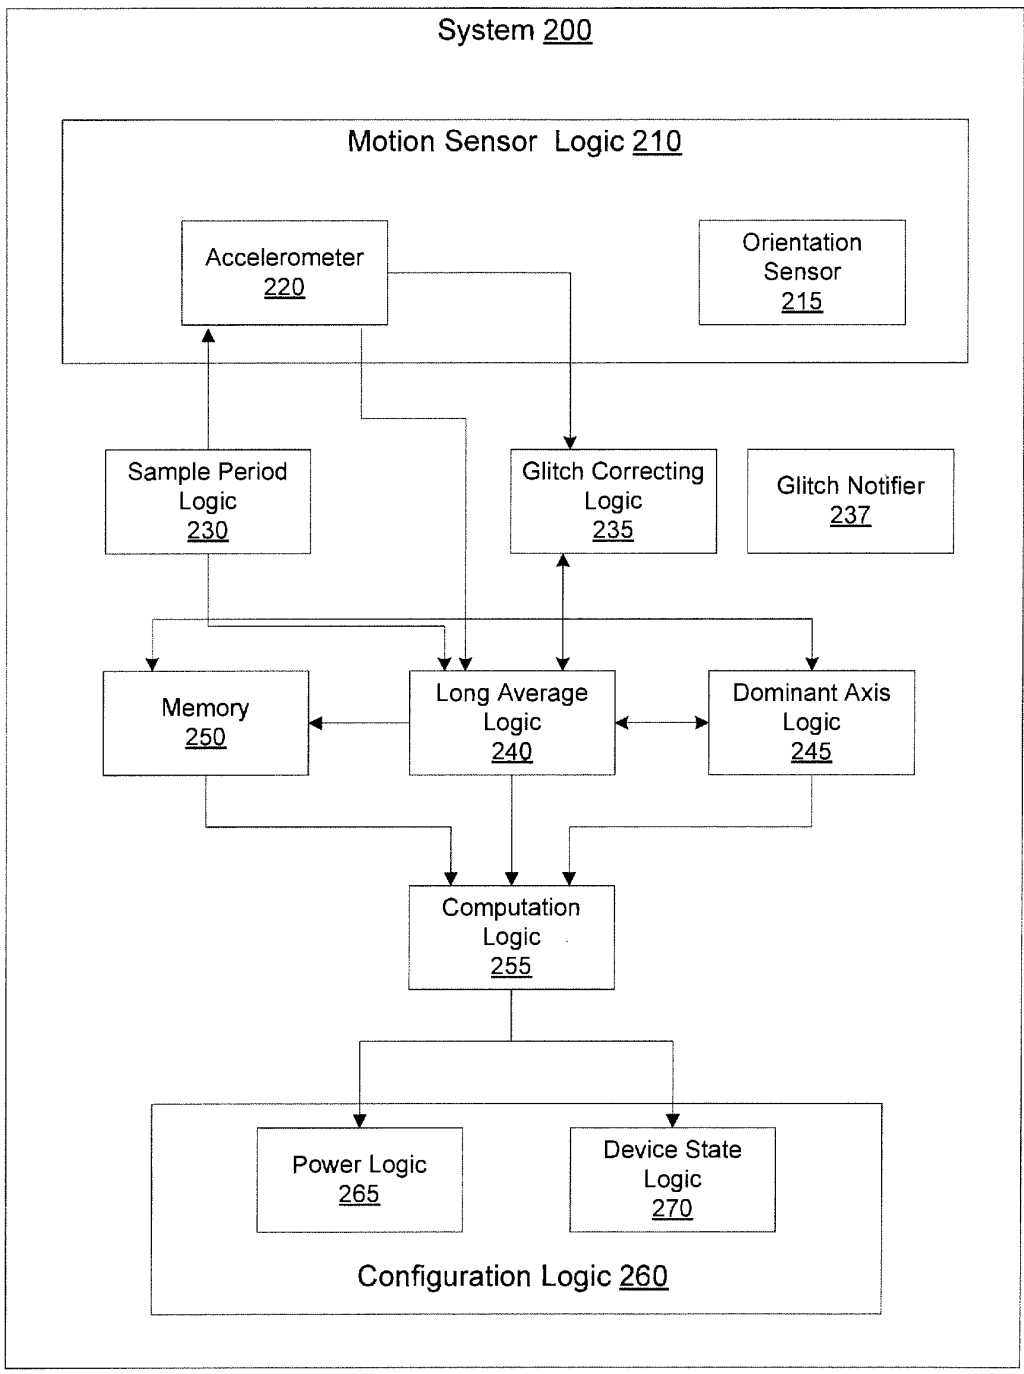 System 200
Motion Sensor Logic 210
Accelerometer
220
Orientation
Sensor
215
Sample Period
Logic
230
Glitch Correcting
Logic
235
Glitch Notifier
237
Memory
250
Long Average
Logic
240
Dominant Axis
Logic
245
Computation
Logic
255
Power Logic
265
Device State
Logic
270
Configuration Logic 260